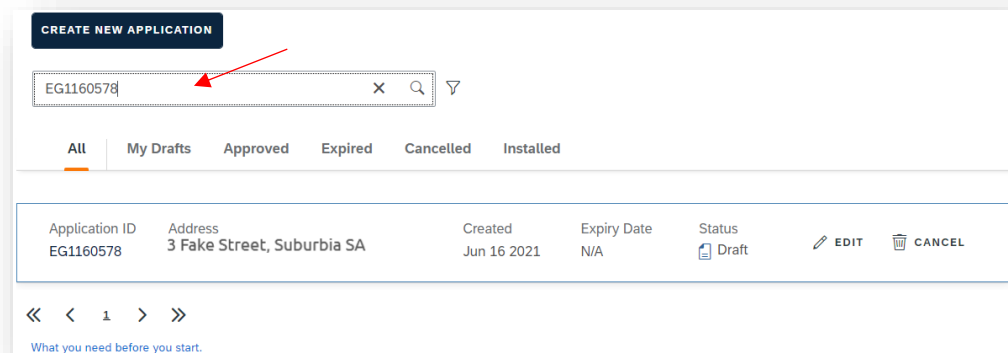 CREATE NEW APPLICATION
EG1160578
All My Drafts Approved Expired Cancelled Installed
Application ID Address Created Expiry Date Status
EG1160578 3 Fake Street, Suburbia SA Jun 16 2021 N/A Draft EDIT CANCEL
1
What you need before you start.